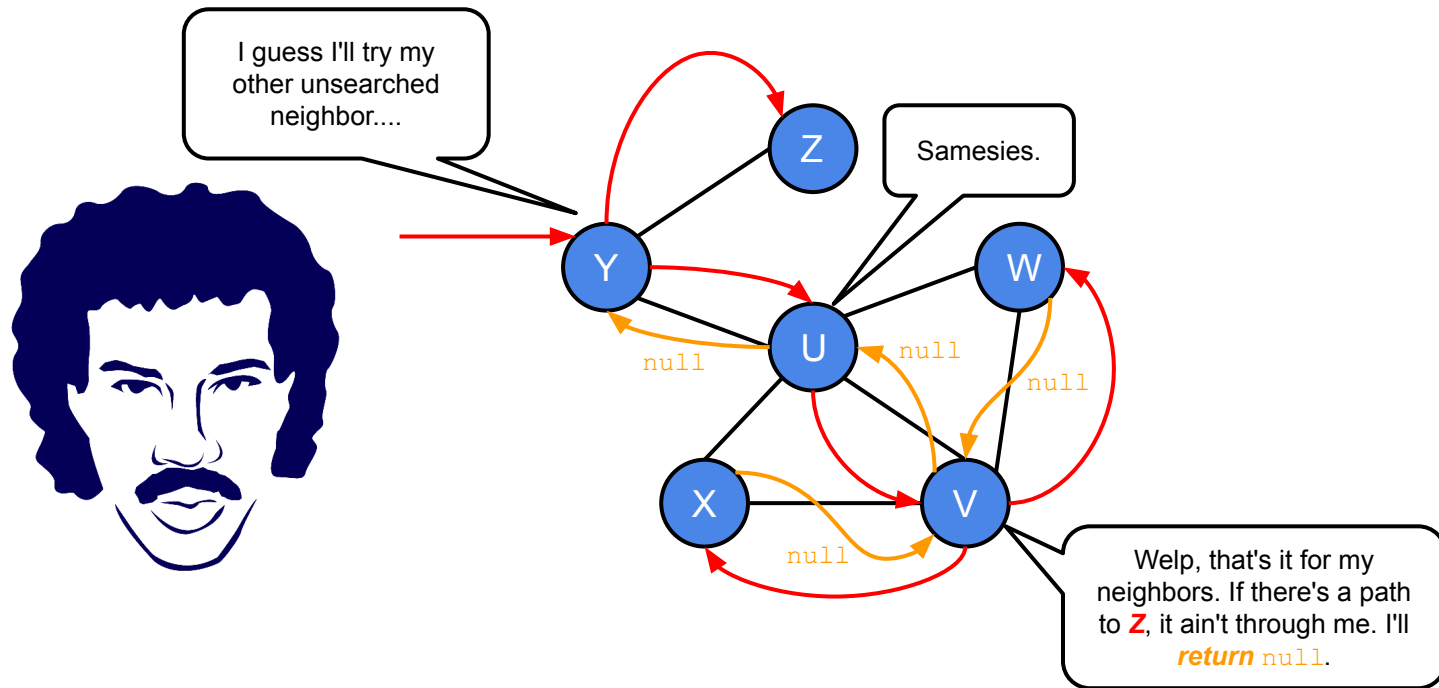 I guess I'll try my
other unsearched
neighbor....
Z
Samesies.
Y
W
U
null
null
null
X
V
null
Welp, that's it for my
neighbors. If there's a path
to Z, it ain't through me. I'll
return null.